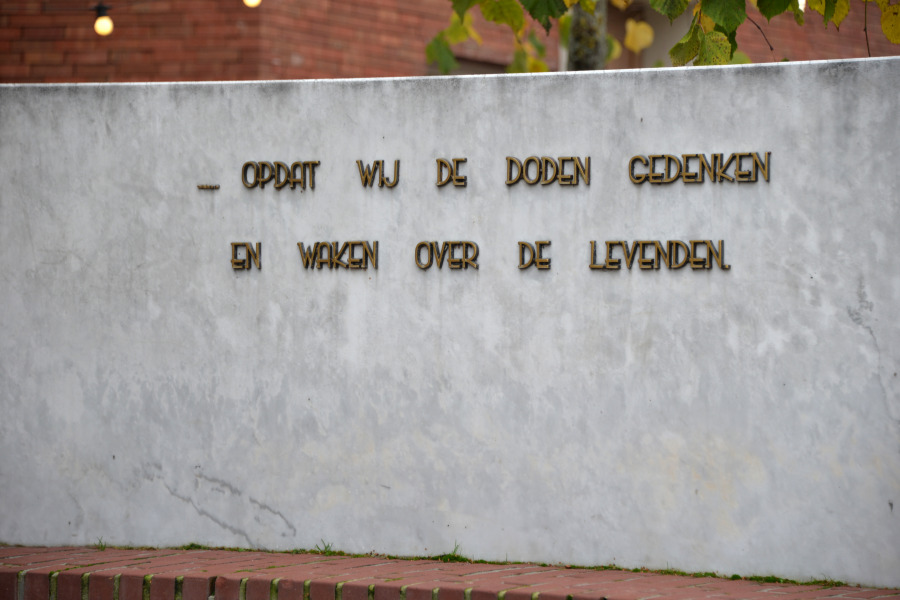 .... OPDAT WIJ DE DODEN GEDENKEN
EN WAKEN OVER DE LEVENDEN.